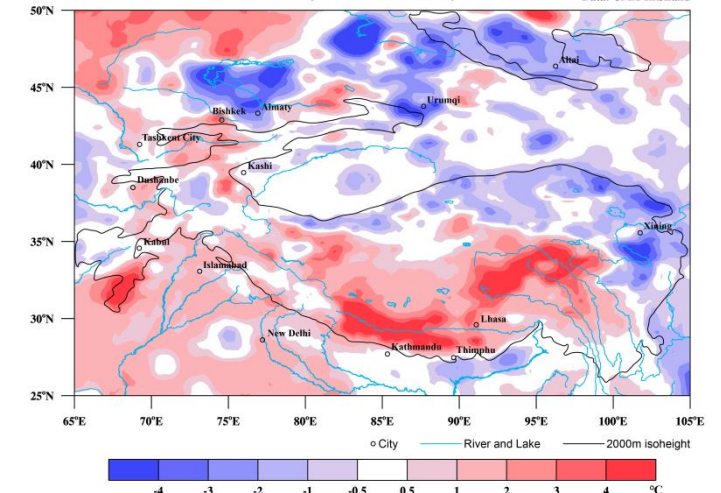 50°N
45°N
40°N
35°N
30°N
25°N
Altai
Urumqi
Bishkek
Almaty
Tashkent City
Kashi
Dushanbe
Xining
Kabul
Islamabad
Lhasa
New Delhi
Kathmandu
Thimphu
65°E 70°E 75°E 80°E 85°E 90°E 95°E 100°E 105°E
City River and Lake 2000m isoheight
-4 -3 -2 -1 -0.5 0.5 1 2 3 4 °C